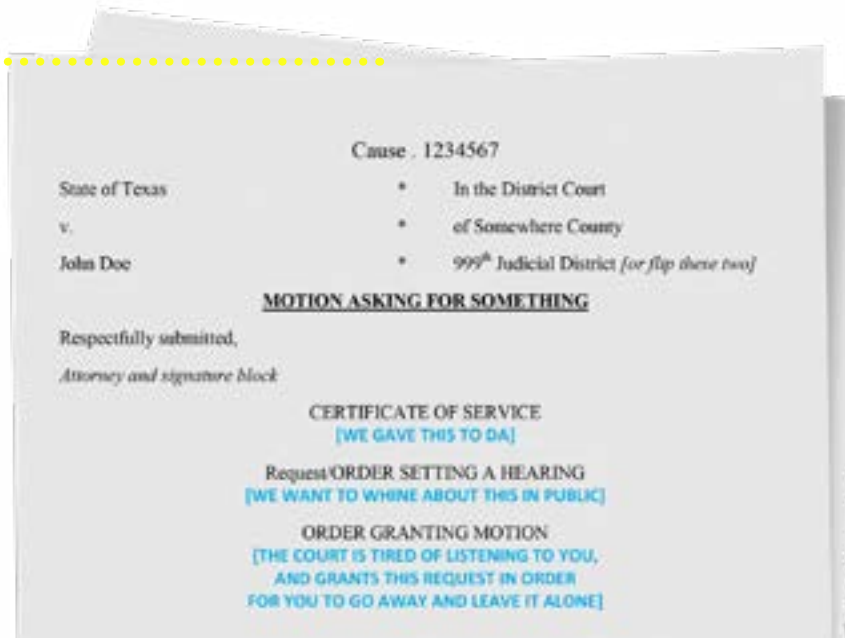 Cause . 1234567
State of Texas * In the District Court
v. * of Somewhere County
John Doe * 999th Judicial District [or flip these two]
MOTION ASKING FOR SOMETHING
Respectfully submitted,
Attorney and signature block
CERTIFICATE OF SERVICE
[WE GAVE THIS TO DA]
Request/ORDER SETTING A HEARING
[WE WANT TO WHINE ABOUT THIS IN PUBLIC]
ORDER GRANTING MOTION
[THE COURT IS TIRED OF LISTENING TO YOU,
AND GRANTS THIS REQUEST IN ORDER
FOR YOU TO GO AWAY AND LEAVE IT ALONE]